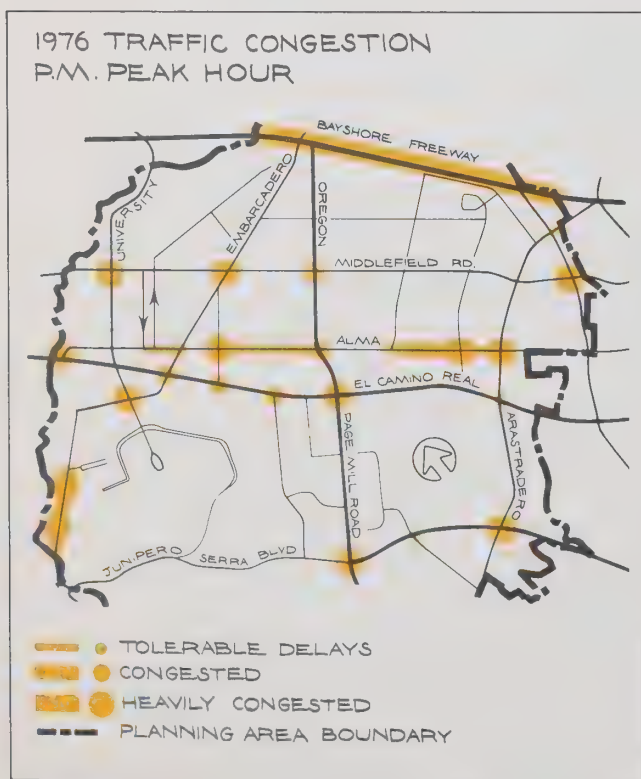 1976 TRAFFIC CONGESTION
P.M. PEAK HOUR
BAYSHORE FREEWAY
UNIVERSITY
EMBARCADERO
OREGON
MIDDLEFIELD RD.
ALMA
EL CAMINO REAL
PAGE MILL ROAD
ARASTRADERO
JUNIPERO SERRA BLVD
TOLERABLE DELAYS
CONGESTED
HEAVILY CONGESTED
PLANNING AREA BOUNDARY